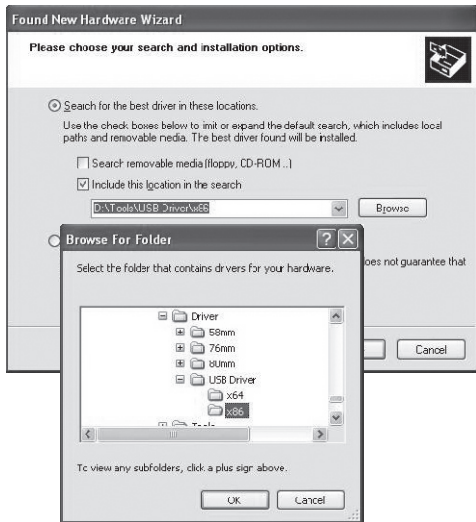 Found New Hardware Wizard
Please choose your search and installation options.
Search for the best driver in these locations.
Use the check boxes below to limit or expand the default search, which includes local
paths and removable media. The best driver found will be installed.
Search removable media (floppy, CD-ROM...)
Include this location in the search
D:\Tools\USB Driver\x86
Browse
Browse For Folder
oes not guarantee that
Select the folder that contains drivers for your hardware.
Driver
58mm
76mm
80mm
USB Driver
x64
x86
Tools
Cancel
To view any subfolders, click a plus sign above.
OK
Cancel